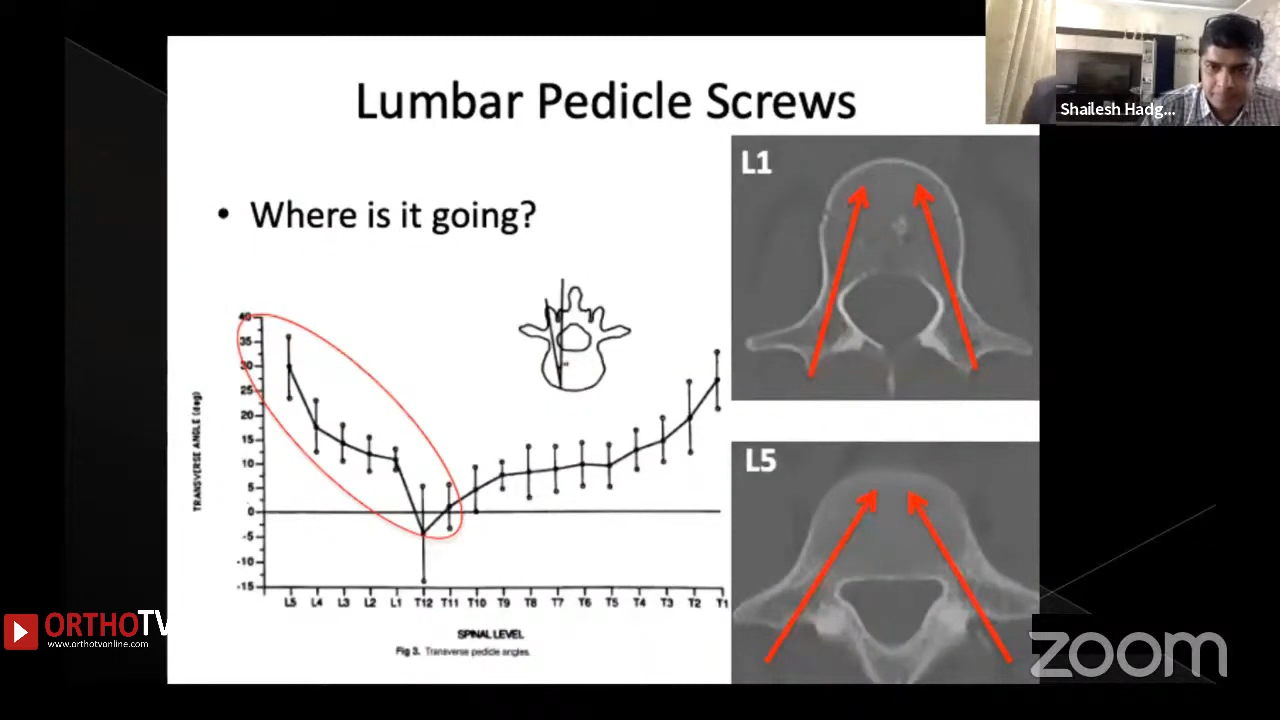 Lumbar Pedicle Screws
Shailesh Hadg...
L1
• Where is it going?
TRANSVERSE ANGLE (deg)
40
35
30
25
20
15
10
5
0
-5
-10
-15
L5 L4 L3 L2 L1 T12 T11 T10 T9 T8 T7 T6 T5 T4 T3 T2 T1
SPINAL LEVEL
Fig 3. Transverse pedicle angles.
L5
ORTHOTV
www.orthotvonline.com
zoom